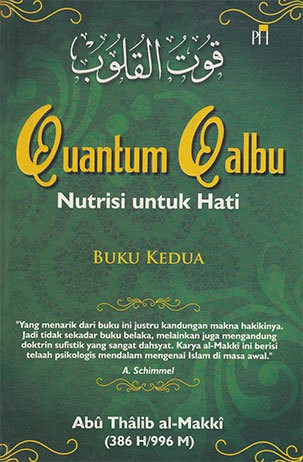 قوت القلوب
PH
Quantum Qalbu
Nutrisi untuk Hati
BUKU KEDUA
"Yang menarik dari buku ini justru kandungan makna hakikinya.
Jadi tidak sekadar buku belaka, melainkan juga mengandung
doktrin sufistik yang sangat dahsyat. Karya al-Makki ini berisi
telaah psikologis mendalam mengenai Islam di masa awal."
A. Schimmel
Abû Thâlib al-Makkî
(386 H/996 M)